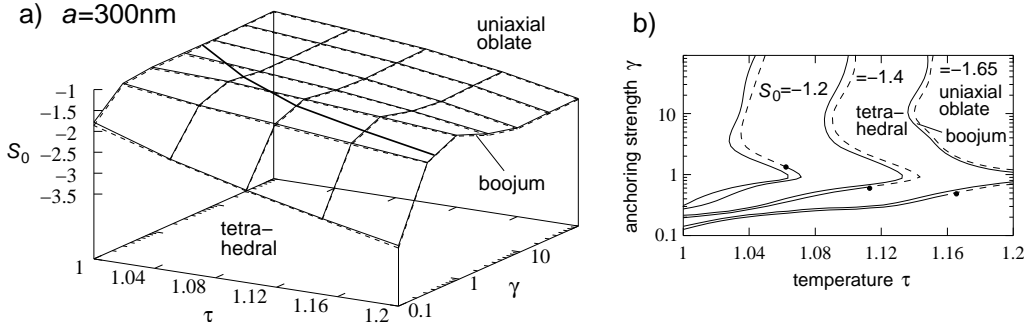 a) a=300nm
uniaxial
oblate
−1
−1.5
−2
−2.5
−3
−3.5
S0
boojum
tetra−
hedral
1
1.04
1.08
1.12
1.16
1.2
τ
0.1
1
10
γ
b)
anchoring strength γ
10
1
0.1
S0=−1.2
=−1.4
=−1.65
tetra−
hedral
uniaxial
oblate
boojum
1
1.04
1.08
1.12
1.16
1.2
temperature τ